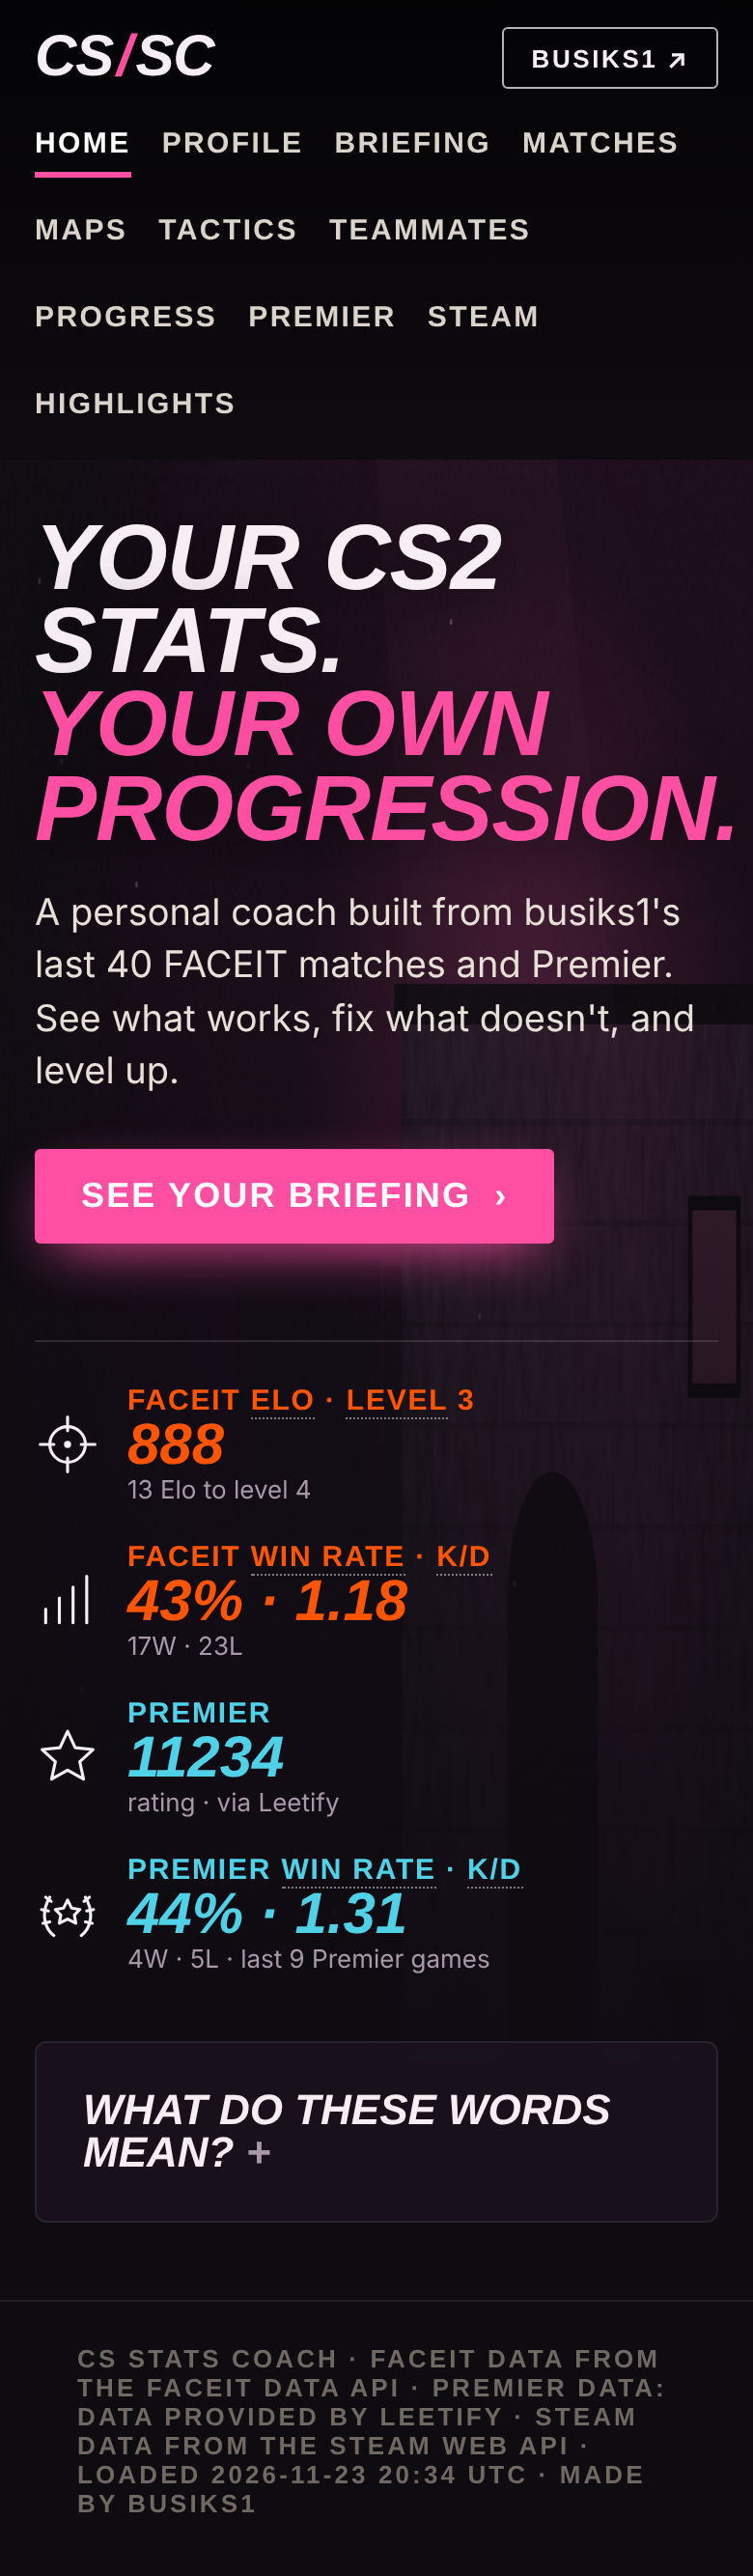 CS/SC
BUSIKS1 ↗
HOME PROFILE BRIEFING MATCHES
MAPS TACTICS TEAMMATES
PROGRESS PREMIER STEAM
HIGHLIGHTS
YOUR CS2
STATS.
YOUR OWN
PROGRESSION.
A personal coach built from busiks1's
last 40 FACEIT matches and Premier.
See what works, fix what doesn't, and
level up.
SEE YOUR BRIEFING ›
FACEIT ELO · LEVEL 3
888
13 Elo to level 4
FACEIT WIN RATE · K/D
43% · 1.18
17W · 23L
PREMIER
11234
rating · via Leetify
PREMIER WIN RATE · K/D
44% · 1.31
4W · 5L · last 9 Premier games
WHAT DO THESE WORDS
MEAN? +
CS STATS COACH · FACEIT DATA FROM
THE FACEIT DATA API · PREMIER DATA:
DATA PROVIDED BY LEETIFY · STEAM
DATA FROM THE STEAM WEB API ·
LOADED 2026-11-23 20:34 UTC · MADE
BY BUSIKS1